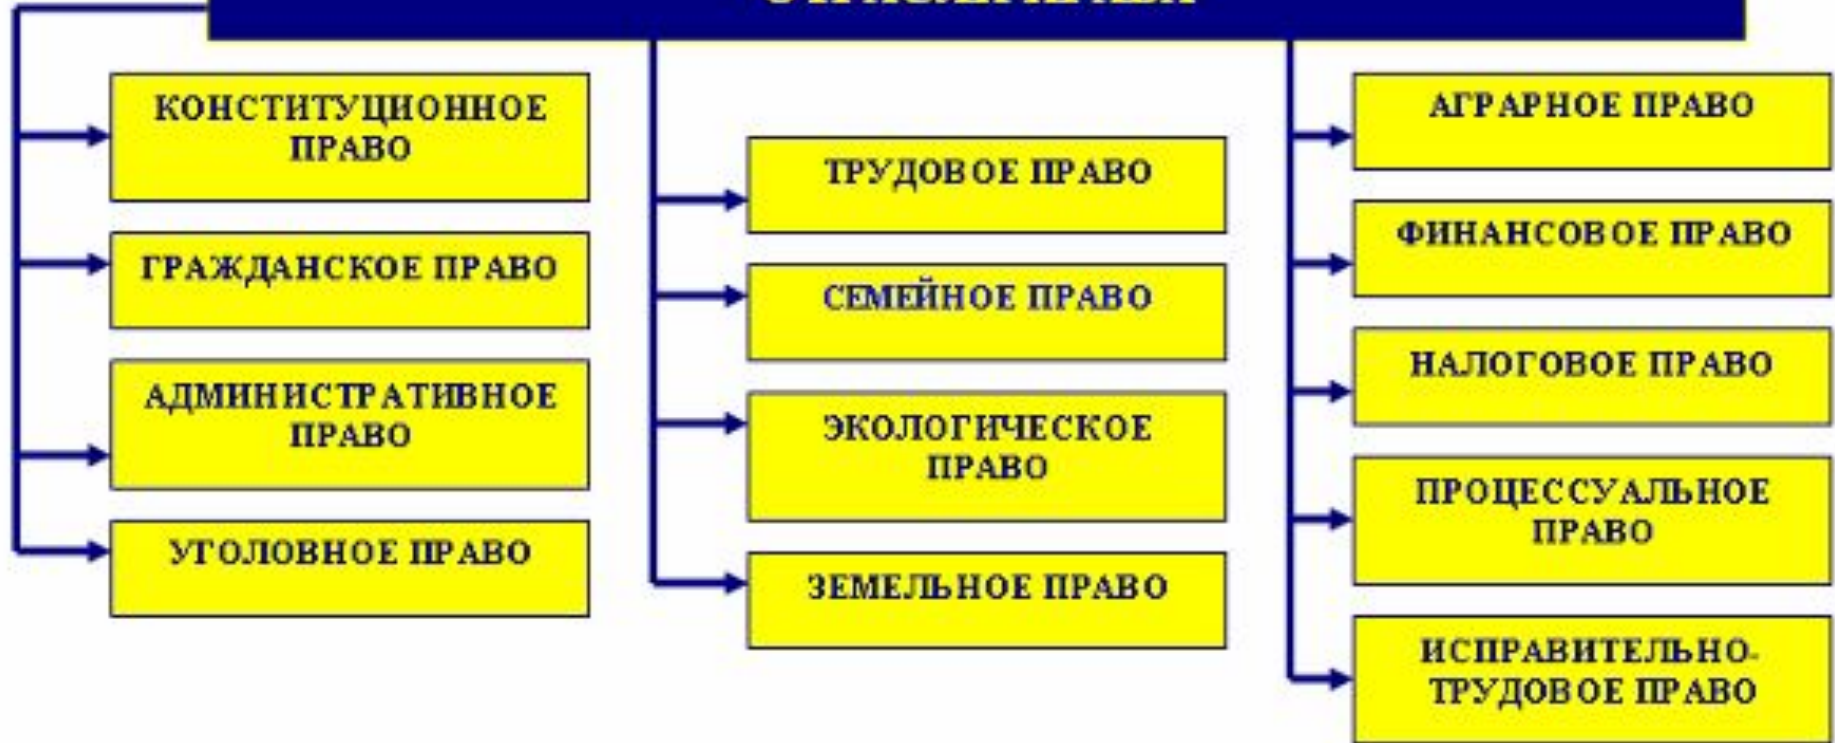 КОНСТИТУЦИОННОЕ
ПРАВО
ГРАЖДАНСКОЕ ПРАВО
АДМИНИСТРАТИВНОЕ
ПРАВО
УГОЛОВНОЕ ПРАВО
ТРУДОВОЕ ПРАВО
СЕМЕЙНОЕ ПРАВО
ЭКОЛОГИЧЕСКОЕ
ПРАВО
ЗЕМЕЛЬНОЕ ПРАВО
АГРАРНОЕ ПРАВО
ФИНАНСОВОЕ ПРАВО
НАЛОГОВОЕ ПРАВО
ПРОЦЕССУАЛЬНОЕ
ПРАВО
ИСПРАВИТЕЛЬНО-
ТРУДОВОЕ ПРАВО